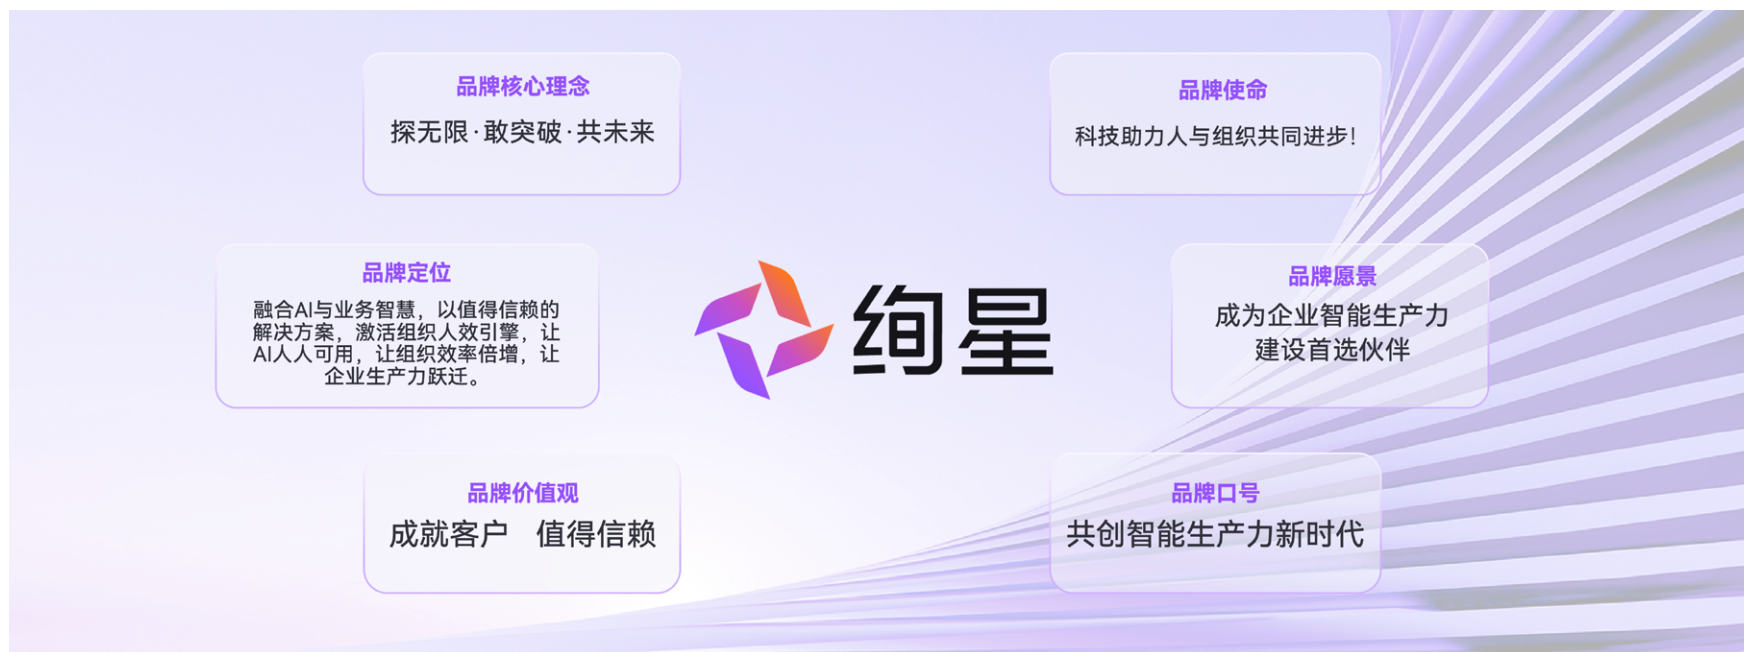 品牌核心理念
探无限·敢突破·共未来
品牌使命
科技助力人与组织共同进步！
品牌定位
融合AI与业务智慧，以值得信赖的
解决方案，激活组织人效引擎，让
AI人人可用，让组织效率倍增，让
企业生产力跃迁。
绚星
品牌愿景
成为企业智能生产力
建设首选伙伴
品牌价值观
成就客户 值得信赖
品牌口号
共创智能生产力新时代